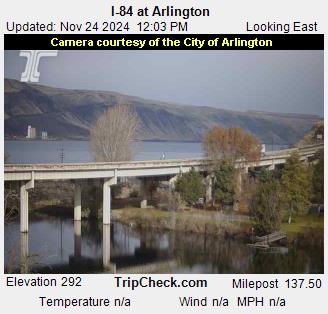 I-84 at Arlington
Updated: Nov 24 2024 12:03 PM Looking East
Camera courtesy of the City of Arlington
Elevation 292 TripCheck.com Milepost 137.50
Temperature n/a Wind n/a MPH n/a